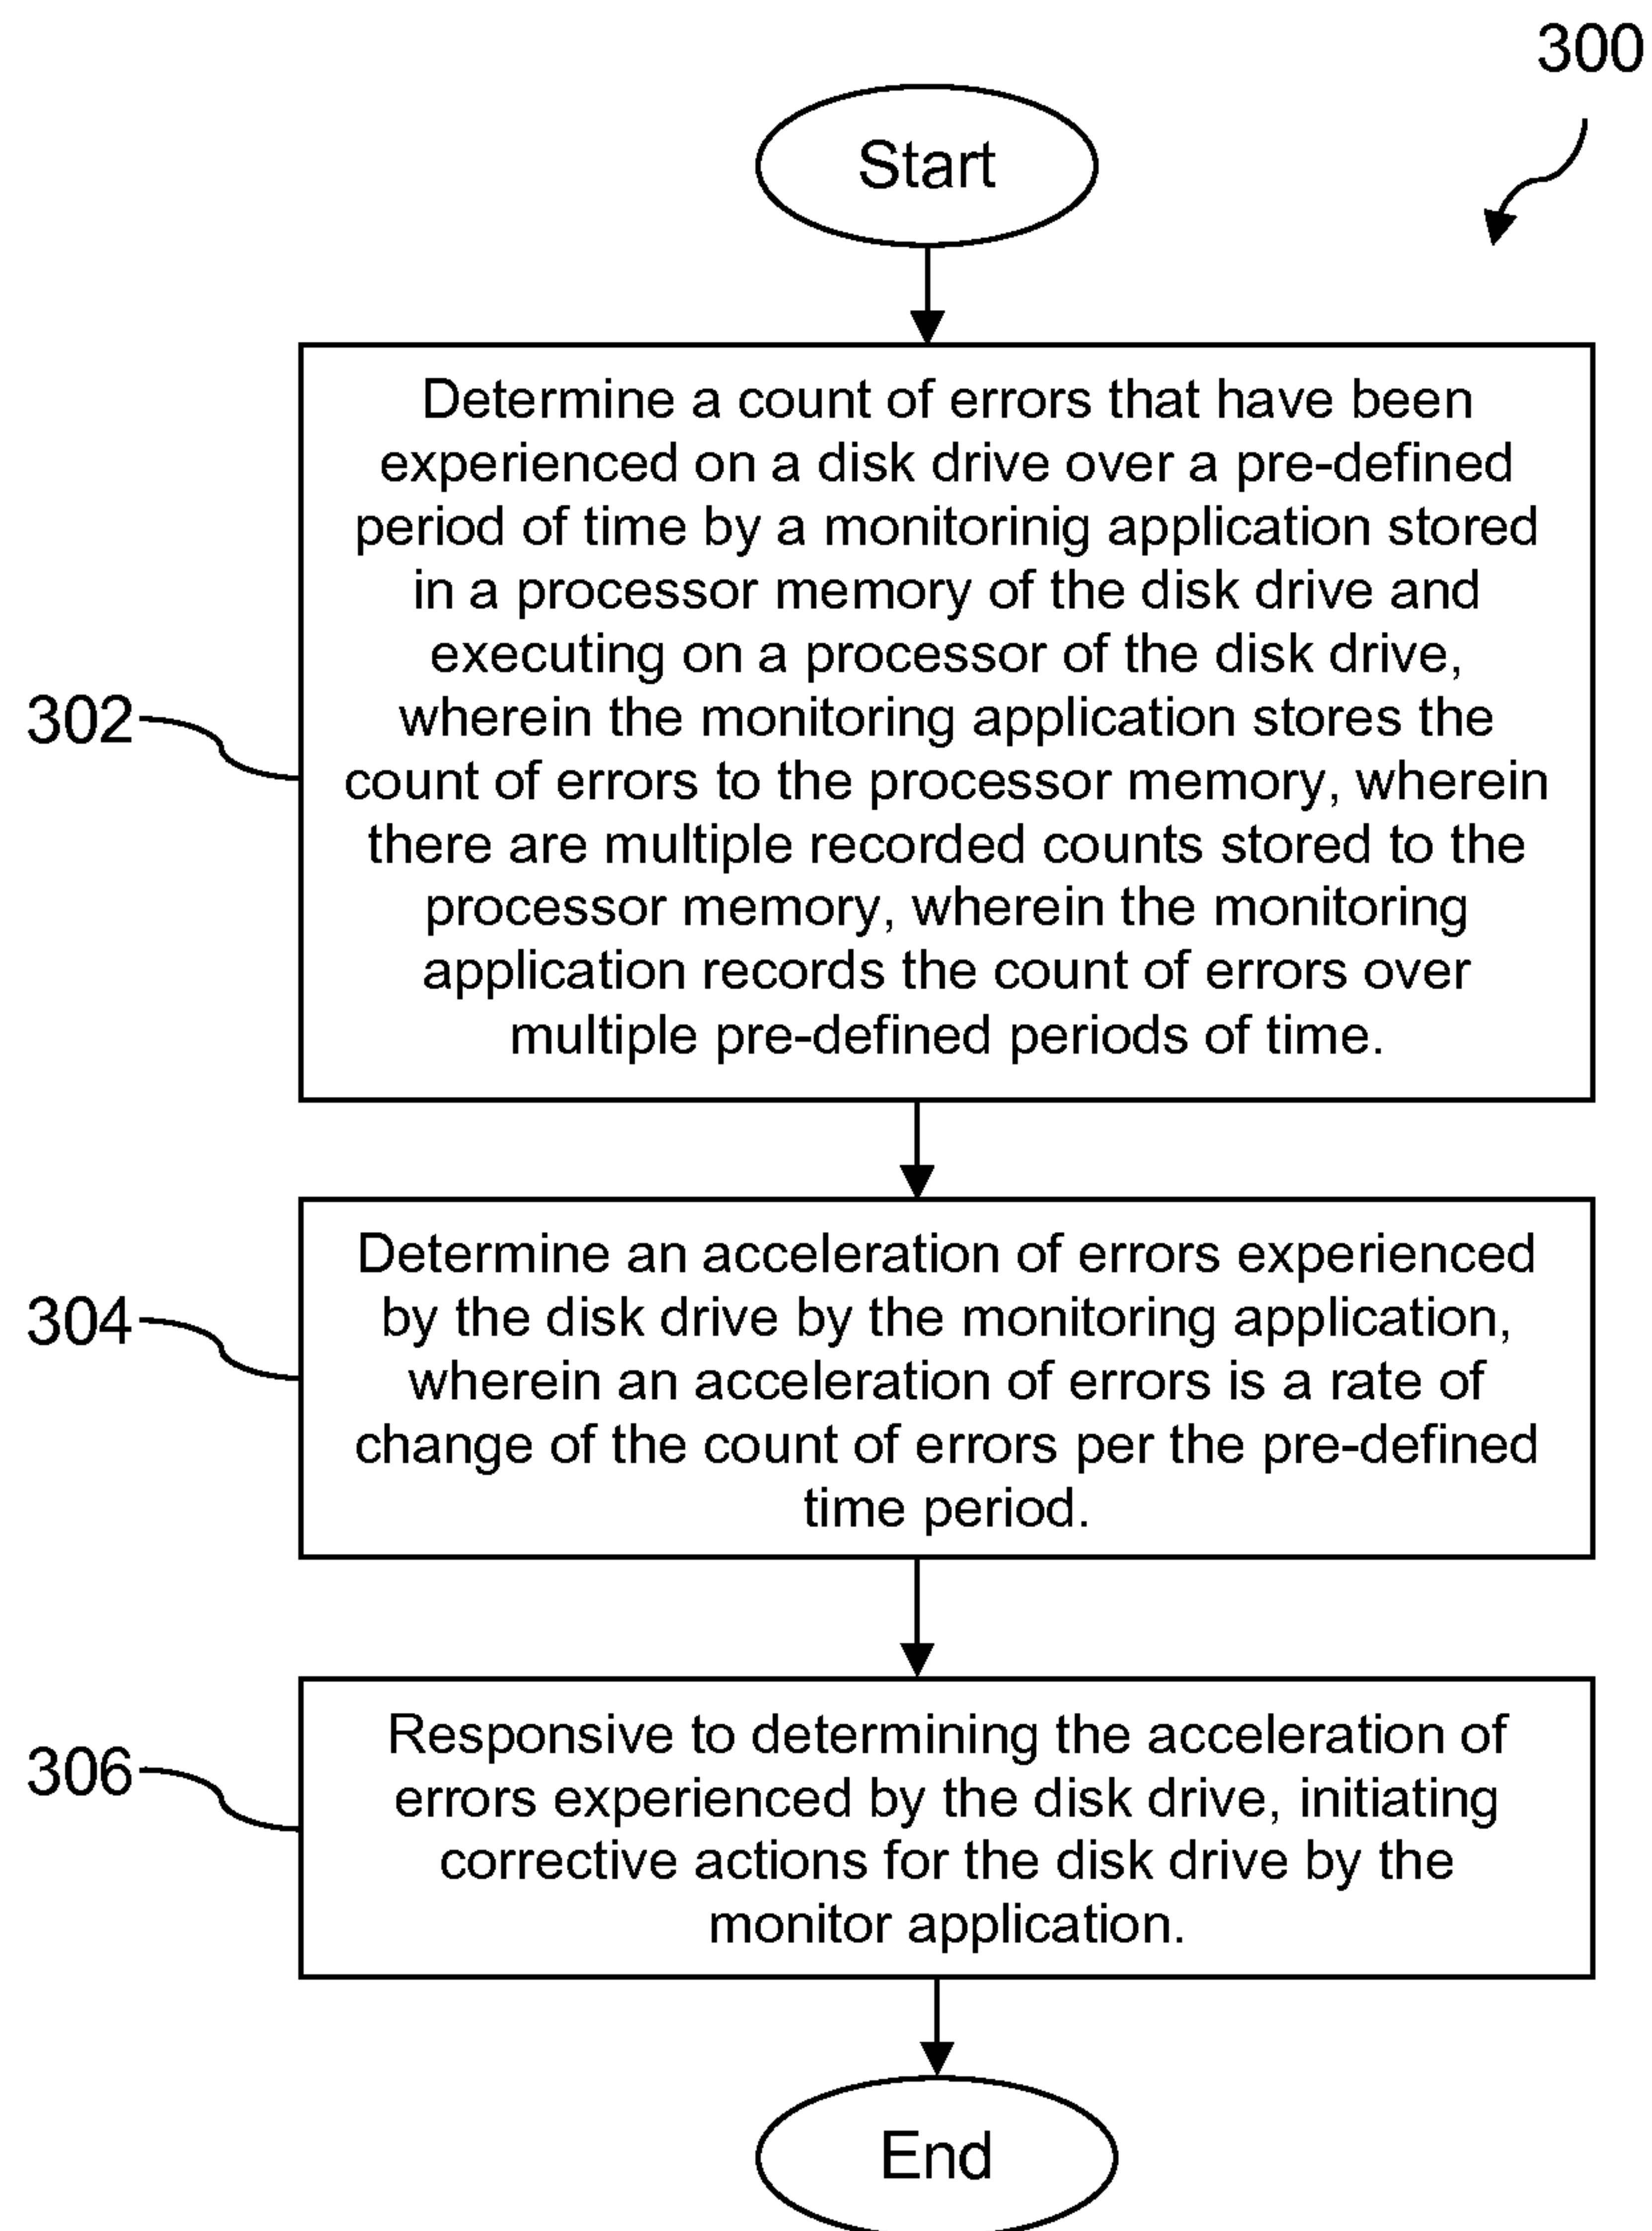 300
Start
Determine a count of errors that have been
experienced on a disk drive over a pre-defined
period of time by a monitorinig application stored
in a processor memory of the disk drive and
executing on a processor of the disk drive,
wherein the monitoring application stores the
count of errors to the processor memory, wherein
there are multiple recorded counts stored to the
processor memory, wherein the monitoring
application records the count of errors over
multiple pre-defined periods of time.
302
Determine an acceleration of errors experienced
by the disk drive by the monitoring application,
wherein an acceleration of errors is a rate of
change of the count of errors per the pre-defined
time period.
304
Responsive to determining the acceleration of
errors experienced by the disk drive, initiating
corrective actions for the disk drive by the
monitor application.
306
End